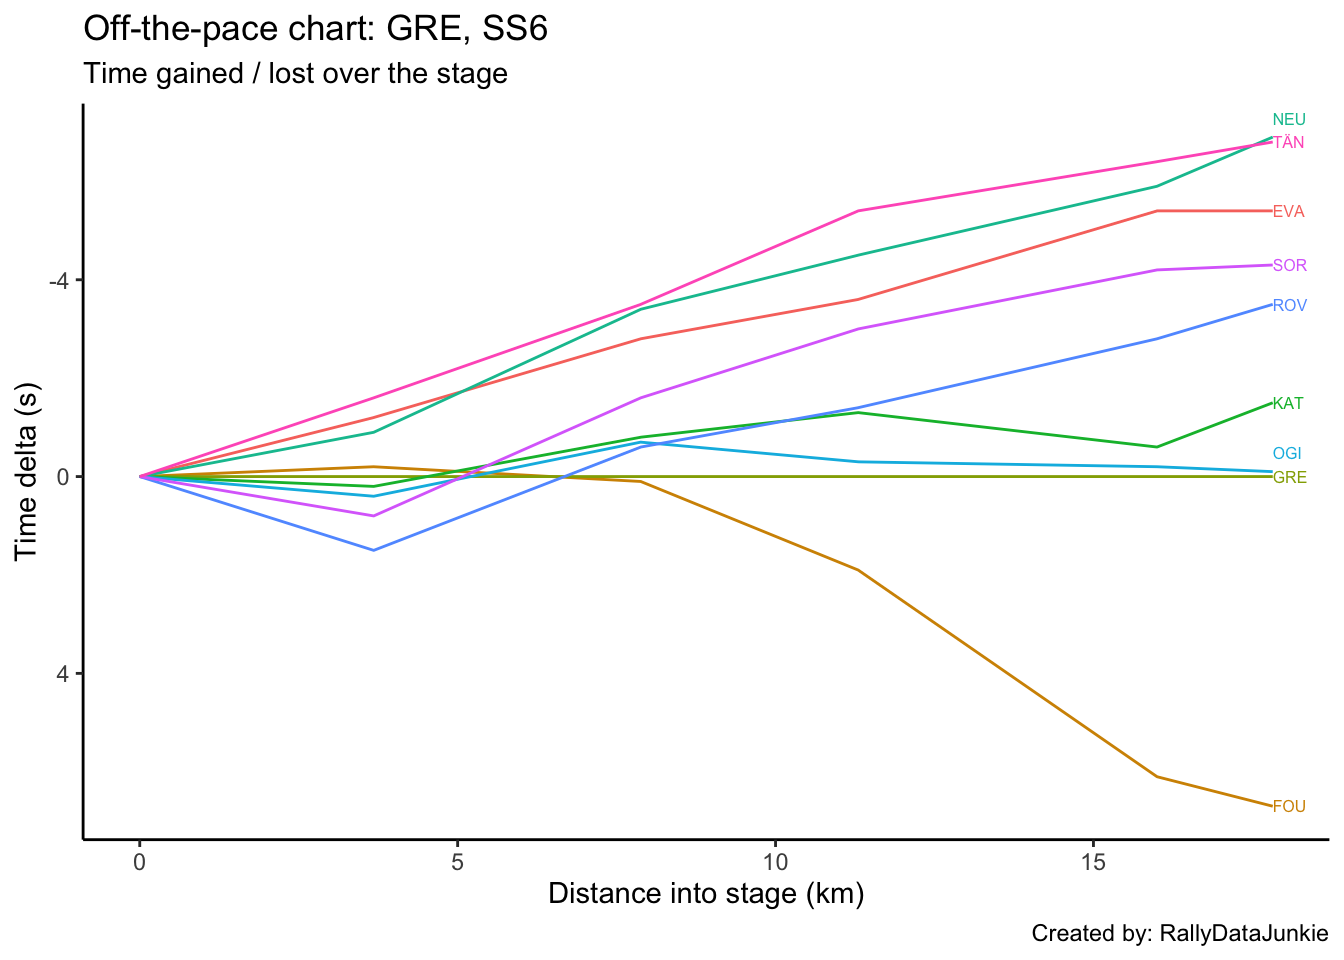 Off-the-pace chart: GRE, SS6
Time gained / lost over the stage
NEU
TÄN
EVA
SOR
ROV
KAT
OGI
GRE
FOU
-4
0
4
Time delta (s)
0 5 10 15
Distance into stage (km)
Created by: RallyDataJunkie